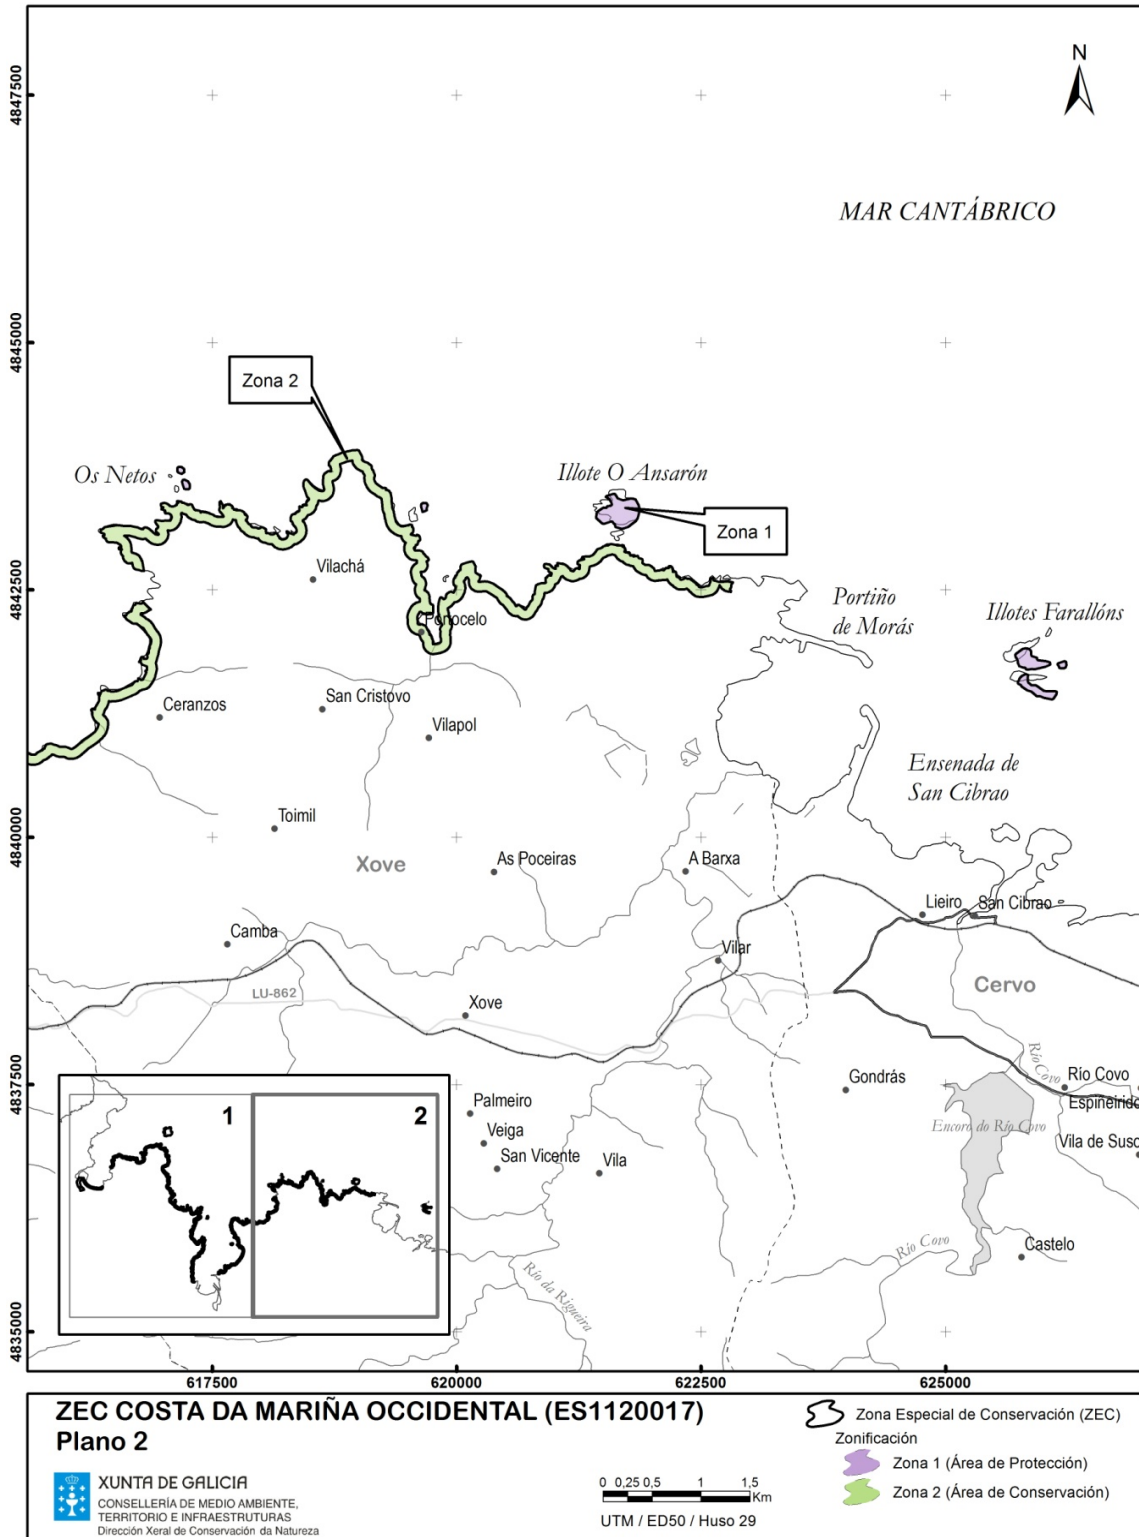 N
4847500
MAR CANTÁBRICO
4845000
Zona 2
Os Netos
Illote O Ansarón
Zona 1
Vilachá
4842500
Portiño
de Morás
Illotes Farallóns
Portocelo
Ceranzos
San Cristovo
Vilapol
Ensenada de
San Cibrao
Toimil
4840000
Xove
As Poceiras
A Barxa
Lieiro
San Cibrao
Camba
Vilar
LU-862
Xove
Cervo
Río Covo
4837500
Gondrás
Río Covo
Espiñeirido
Palmeiro
Encoro do Río Covo
Veiga
Vila de Suso
San Vicente
Vila
1
2
Río Covo
Castelo
Río da Rigueira
4835000
617500
620000
622500
625000
ZEC COSTA DA MARIÑA OCCIDENTAL (ES1120017)
Plano 2
XUNTA DE GALICIA
CONSELLERÍA DE MEDIO AMBIENTE,
TERRITORIO E INFRAESTRUTURAS
Dirección Xeral de Conservación da Natureza
0 0,25 0,5 1 1,5
Km
UTM / ED50 / Huso 29
Zona Especial de Conservación (ZEC)
Zonificación
Zona 1 (Área de Protección)
Zona 2 (Área de Conservación)